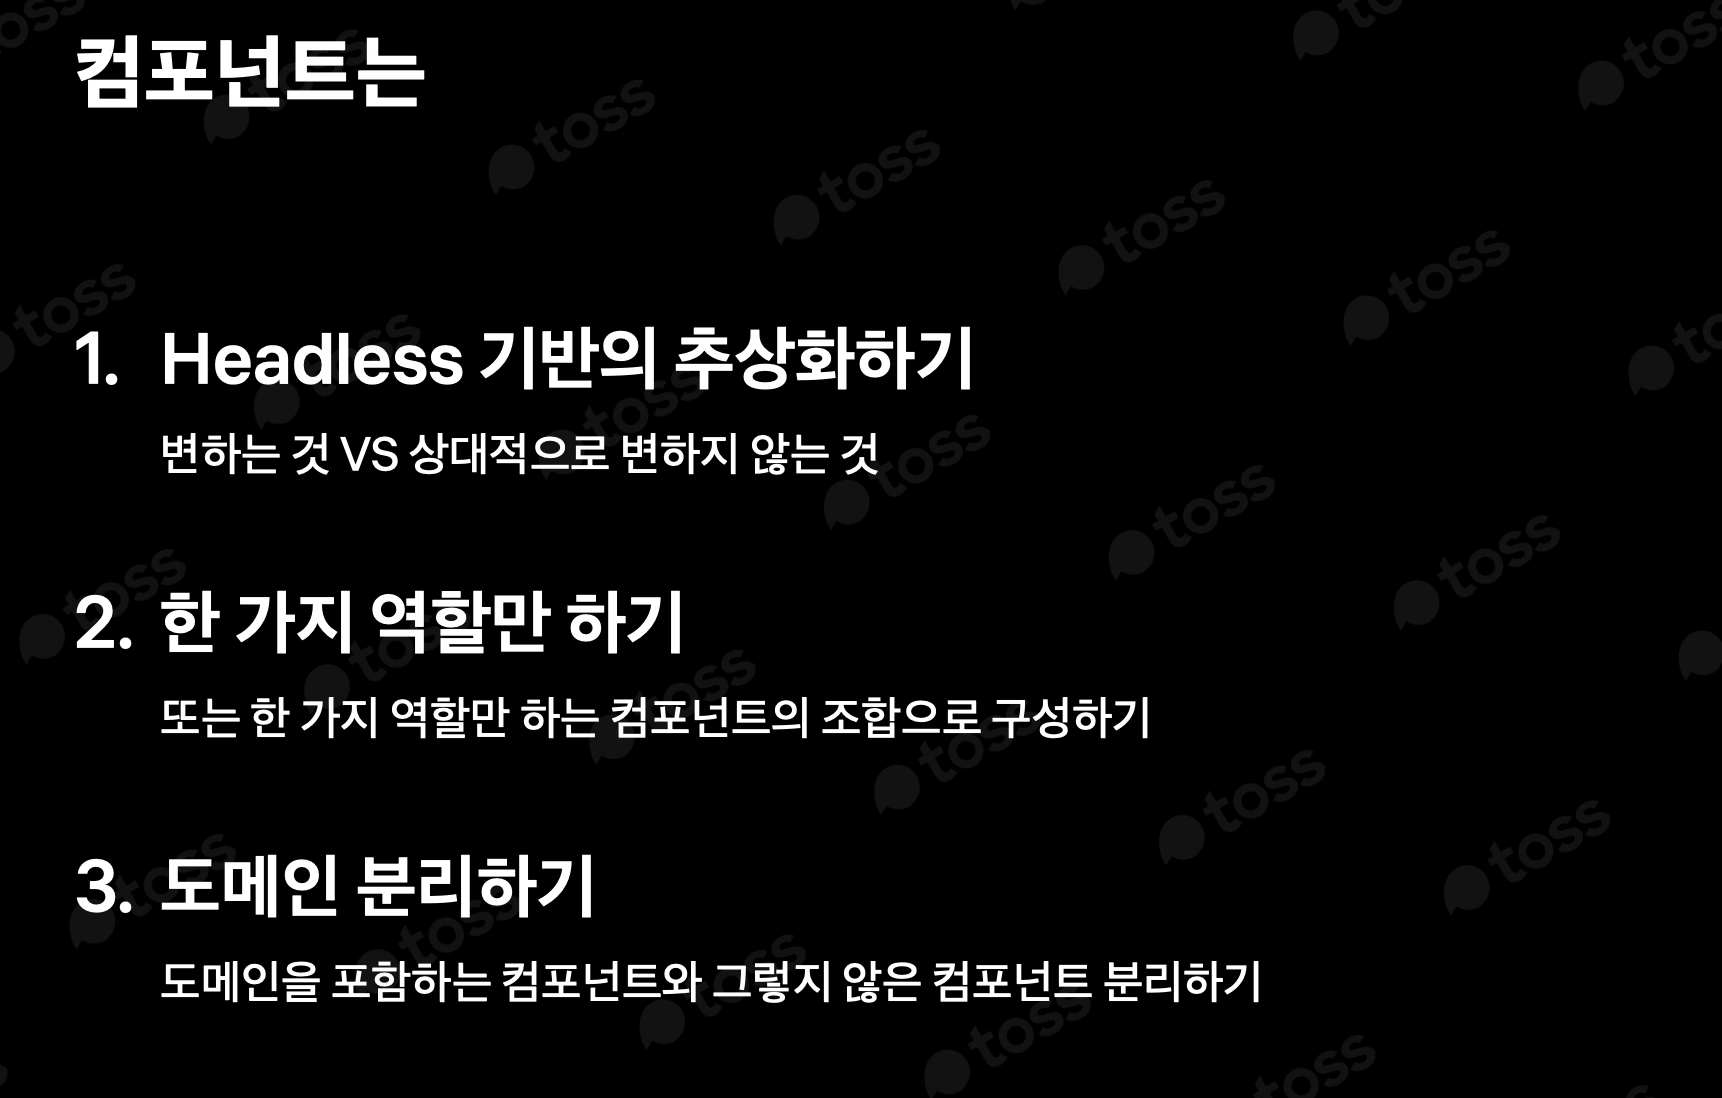 컴포넌트는
1. Headless 기반의 추상화하기
변하는 것 VS 상대적으로 변하지 않는 것
2. 한 가지 역할만 하기
또는 한 가지 역할만 하는 컴포넌트의 조합으로 구성하기
3. 도메인 분리하기
도메인을 포함하는 컴포넌트와 그렇지 않은 컴포넌트 분리하기
toss